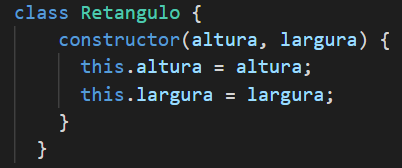 class Retangulo {
    constructor(altura, largura) {
      this.altura = altura;
      this.largura = largura;
    }
  }